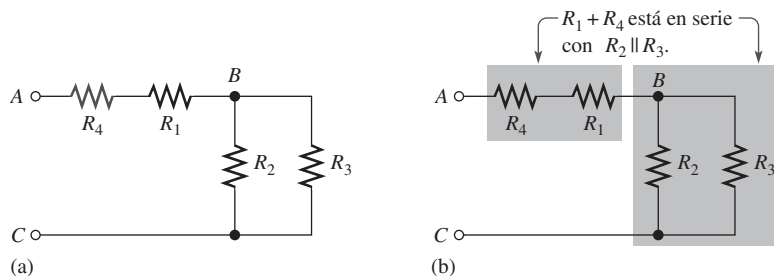 R1 + R4 está en serie
con R2 || R3.
B
A
R4
R1
R2
R3
C
(a)
B
A
R4
R1
R2
R3
C
(b)